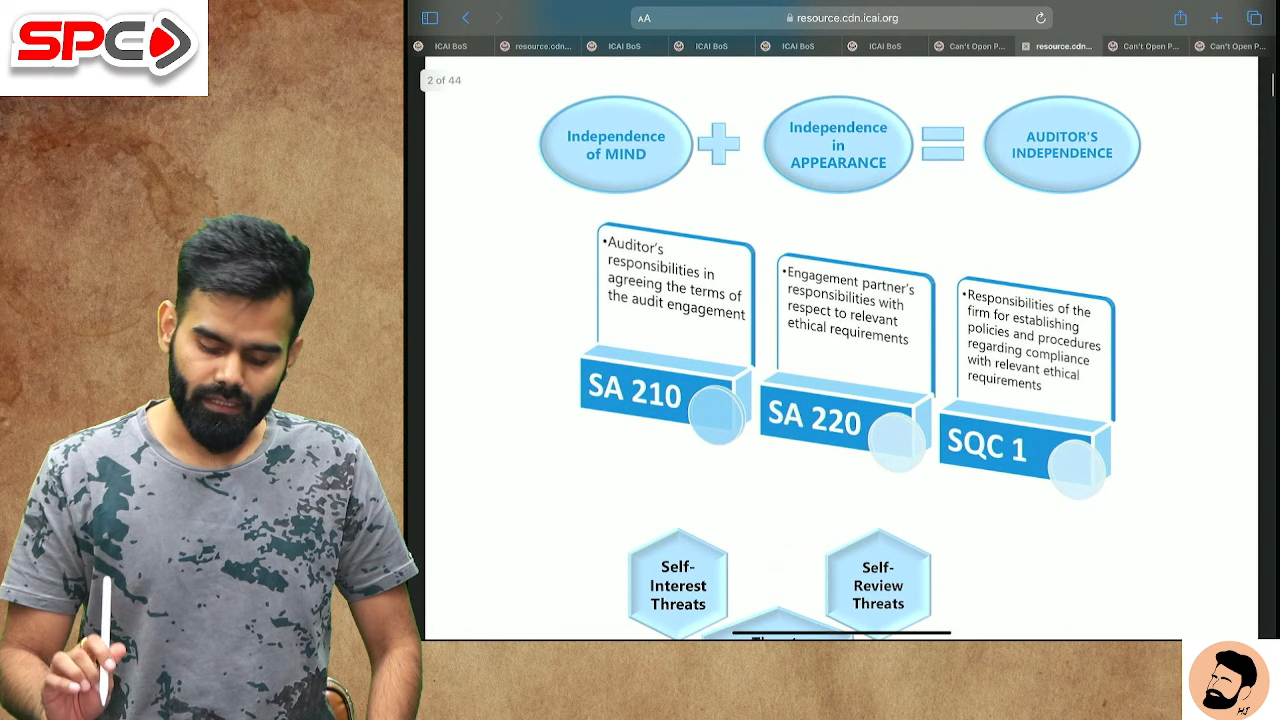 SPC
AA
resource.cdn.icai.org
ICAI BoS
resource.cdn...
ICAI BoS
ICAI BoS
ICAI BoS
ICAI BoS
Can't Open P...
resource.cdn...
Can't Open P...
Can't Open P...
2 of 44
Independence
of MIND
Independence
in
APPEARANCE
AUDITOR'S
INDEPENDENCE
•Auditor's
responsibilities in
agreeing the terms of
the audit engagement
SA 210
•Engagement partner's
responsibilities with
respect to relevant
ethical requirements
SA 220
•Responsibilities of the
firm for establishing
policies and procedures
regarding compliance
with relevant ethical
requirements
SQC 1
Self-
Interest
Threats
Self-
Review
Threats
HJ